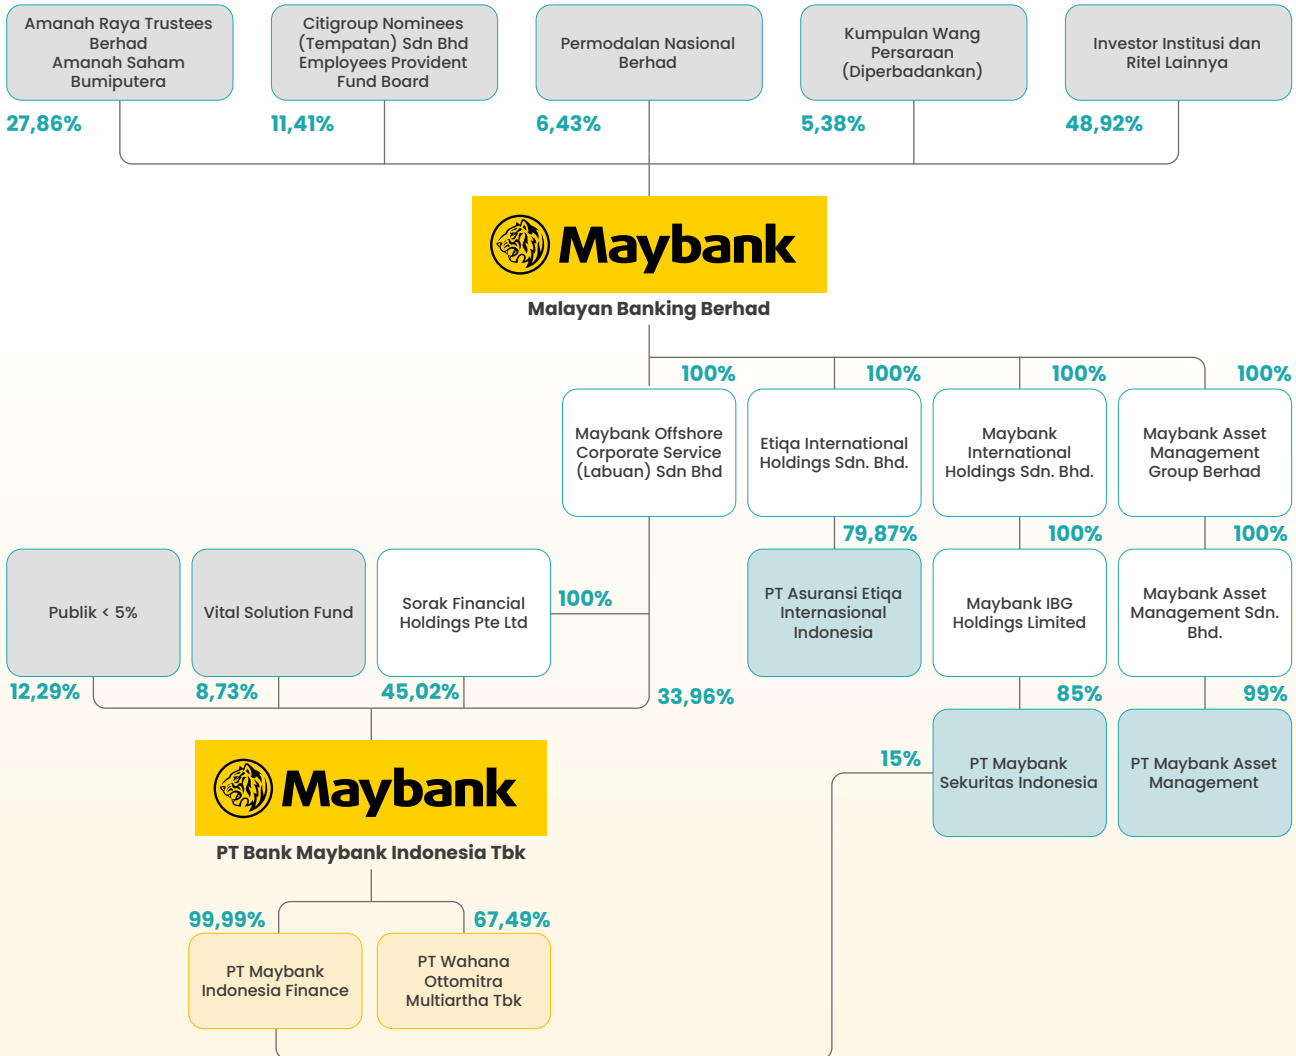 Amanah Raya Trustees
Berhad
Amanah Saham
Bumiputera
27,86%
Citigroup Nominees
(Tempatan) Sdn Bhd
Employees Provident
Fund Board
11,41%
Permodalan Nasional
Berhad
6,43%
Kumpulan Wang
Persaraan
(Diperbadankan)
5,38%
Investor Institusi dan
Ritel Lainnya
48,92%
Maybank
Malayan Banking Berhad
100%
Maybank Offshore
Corporate Service
(Labuan) Sdn Bhd
100%
Etiqa International
Holdings Sdn. Bhd.
100%
Maybank
International
Holdings Sdn. Bhd.
100%
Maybank Asset
Management
Group Berhad
Publik < 5%
12,29%
Vital Solution Fund
8,73%
Sorak Financial
Holdings Pte Ltd
45,02%
100%
33,96%
79,87%
PT Asuransi Etiqa
Internasional
Indonesia
100%
Maybank IBG
Holdings Limited
100%
Maybank Asset
Management Sdn.
Bhd.
85%
PT Maybank
Sekuritas Indonesia
15%
99%
PT Maybank Asset
Management
Maybank
PT Bank Maybank Indonesia Tbk
99,99%
PT Maybank
Indonesia Finance
67,49%
PT Wahana
Ottomitra
Multiartha Tbk